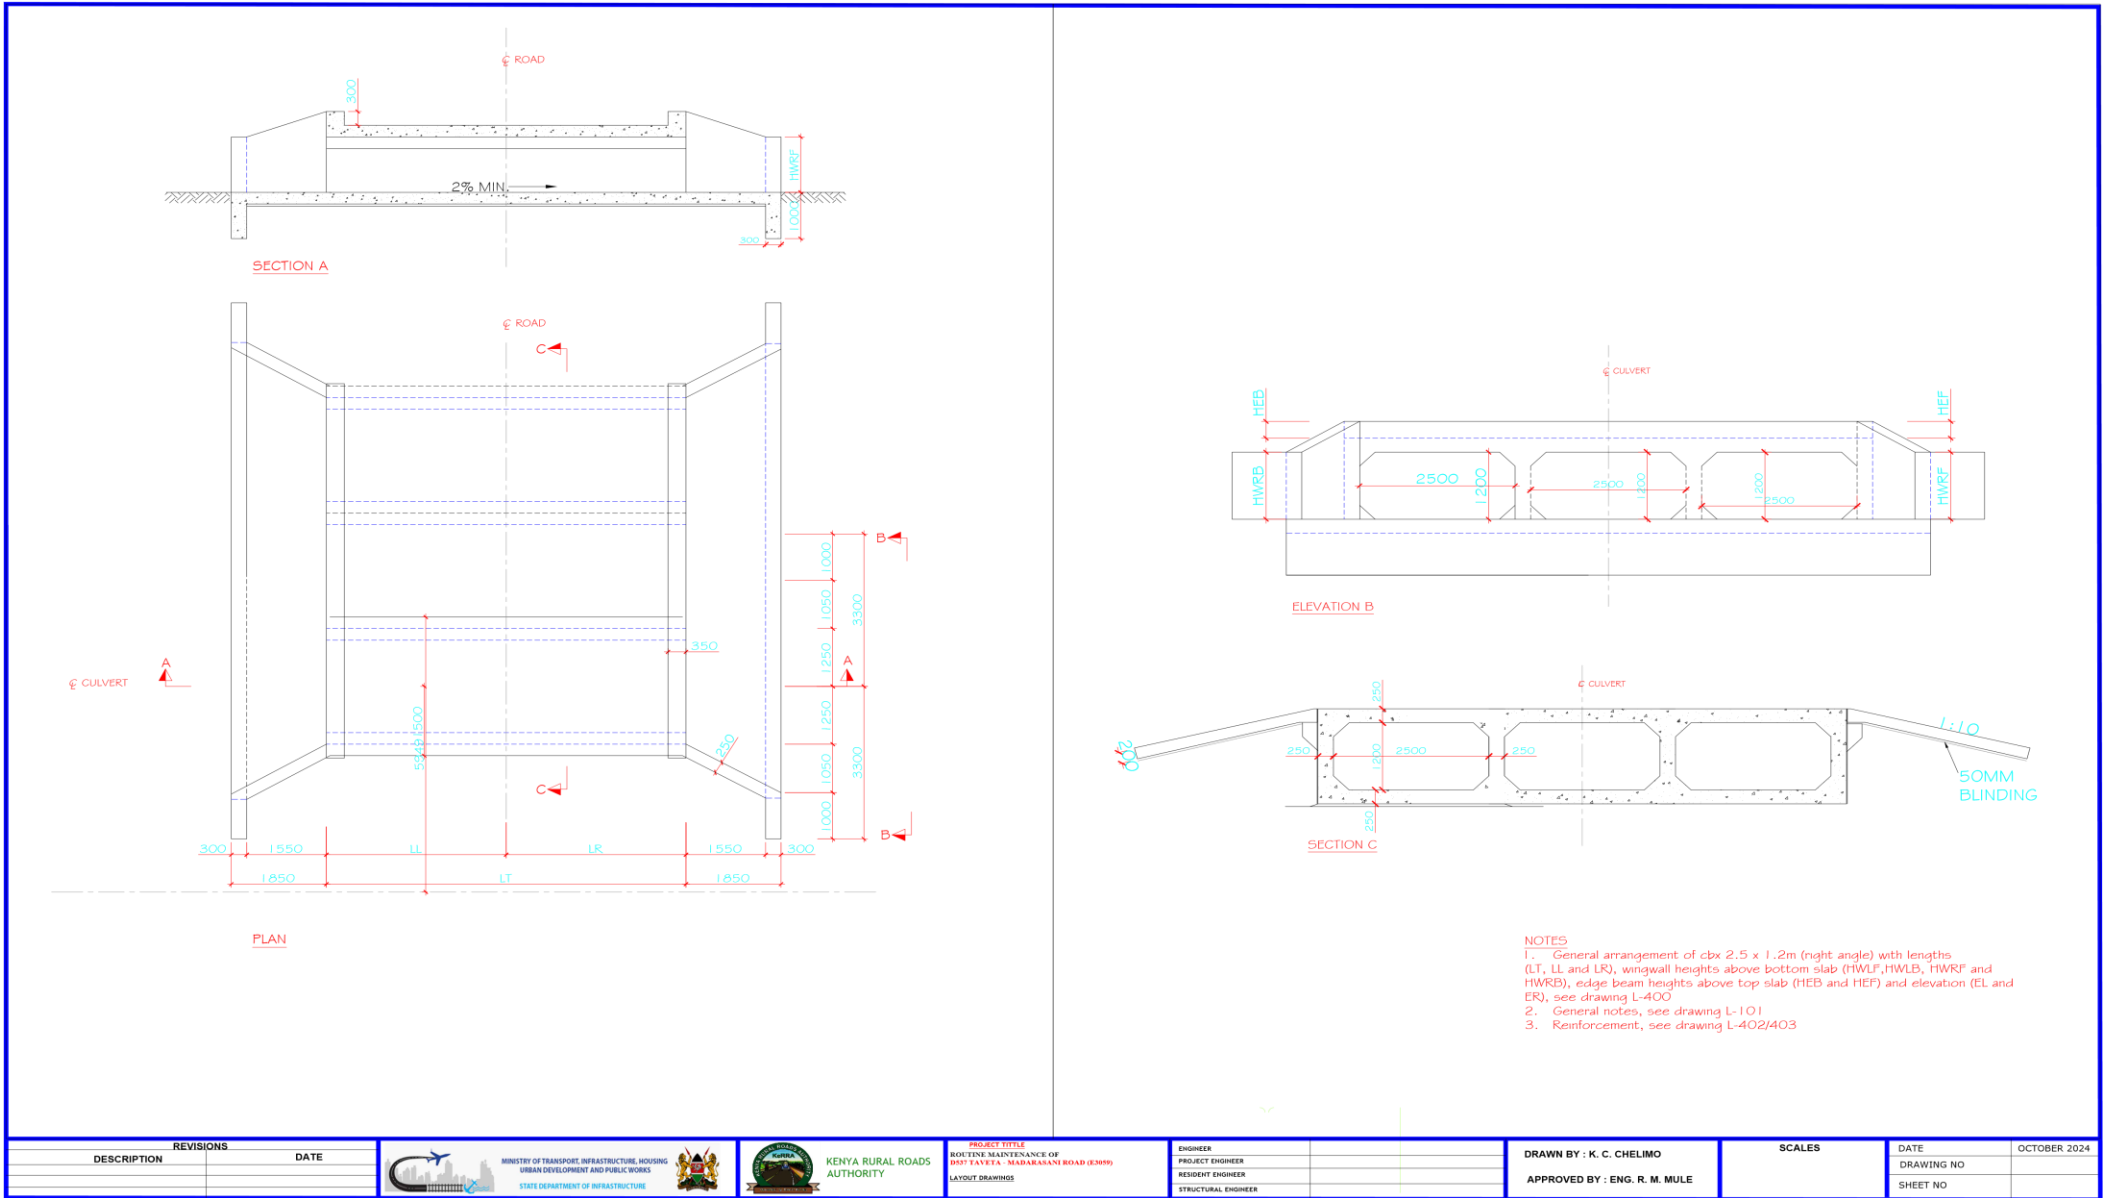 ℄ ROAD
300
HWRF
2% MIN.
1000
300
SECTION A
℄ ROAD
C
B
1000
1050
3300
1250
350
A
A
℄ CULVERT
1250
1500
250
1050
3300
C
1000
B
300
1550
LL
LR
1550
300
1850
LT
1850
PLAN
℄ CULVERT
HEB
HEF
HWRB
2500
1200
2500
1200
1200
2500
HWRF
ELEVATION B
℄ CULVERT
250
1:10
200
250
1200
2500
250
50MM
BLINDING
250
SECTION C
NOTES
1. General arrangement of cbx 2.5 x 1.2m (right angle) with lengths
(LT, LL and LR), wingwall heights above bottom slab (HWLF,HWLB, HWRF and
HWRB), edge beam heights above top slab (HEB and HEF) and elevation (EL and
ER), see drawing L-400
2. General notes, see drawing L-101
3. Reinforcement, see drawing L-402/403
REVISIONS
DESCRIPTION
DATE
MINISTRY OF TRANSPORT, INFRASTRUCTURE, HOUSING
URBAN DEVELOPMENT AND PUBLIC WORKS
STATE DEPARTMENT OF INFRASTRUCTURE
KeRRA
KENYA RURAL ROADS
AUTHORITY
PROJECT TITTLE
ROUTINE MAINTENANCE OF
D537 TAVETA - MADARASANI ROAD (E3059)
LAYOUT DRAWINGS
ENGINEER
PROJECT ENGINEER
RESIDENT ENGINEER
STRUCTURAL ENGINEER
DRAWN BY : K. C. CHELIMO
APPROVED BY : ENG. R. M. MULE
SCALES
DATE
OCTOBER 2024
DRAWING NO
SHEET NO